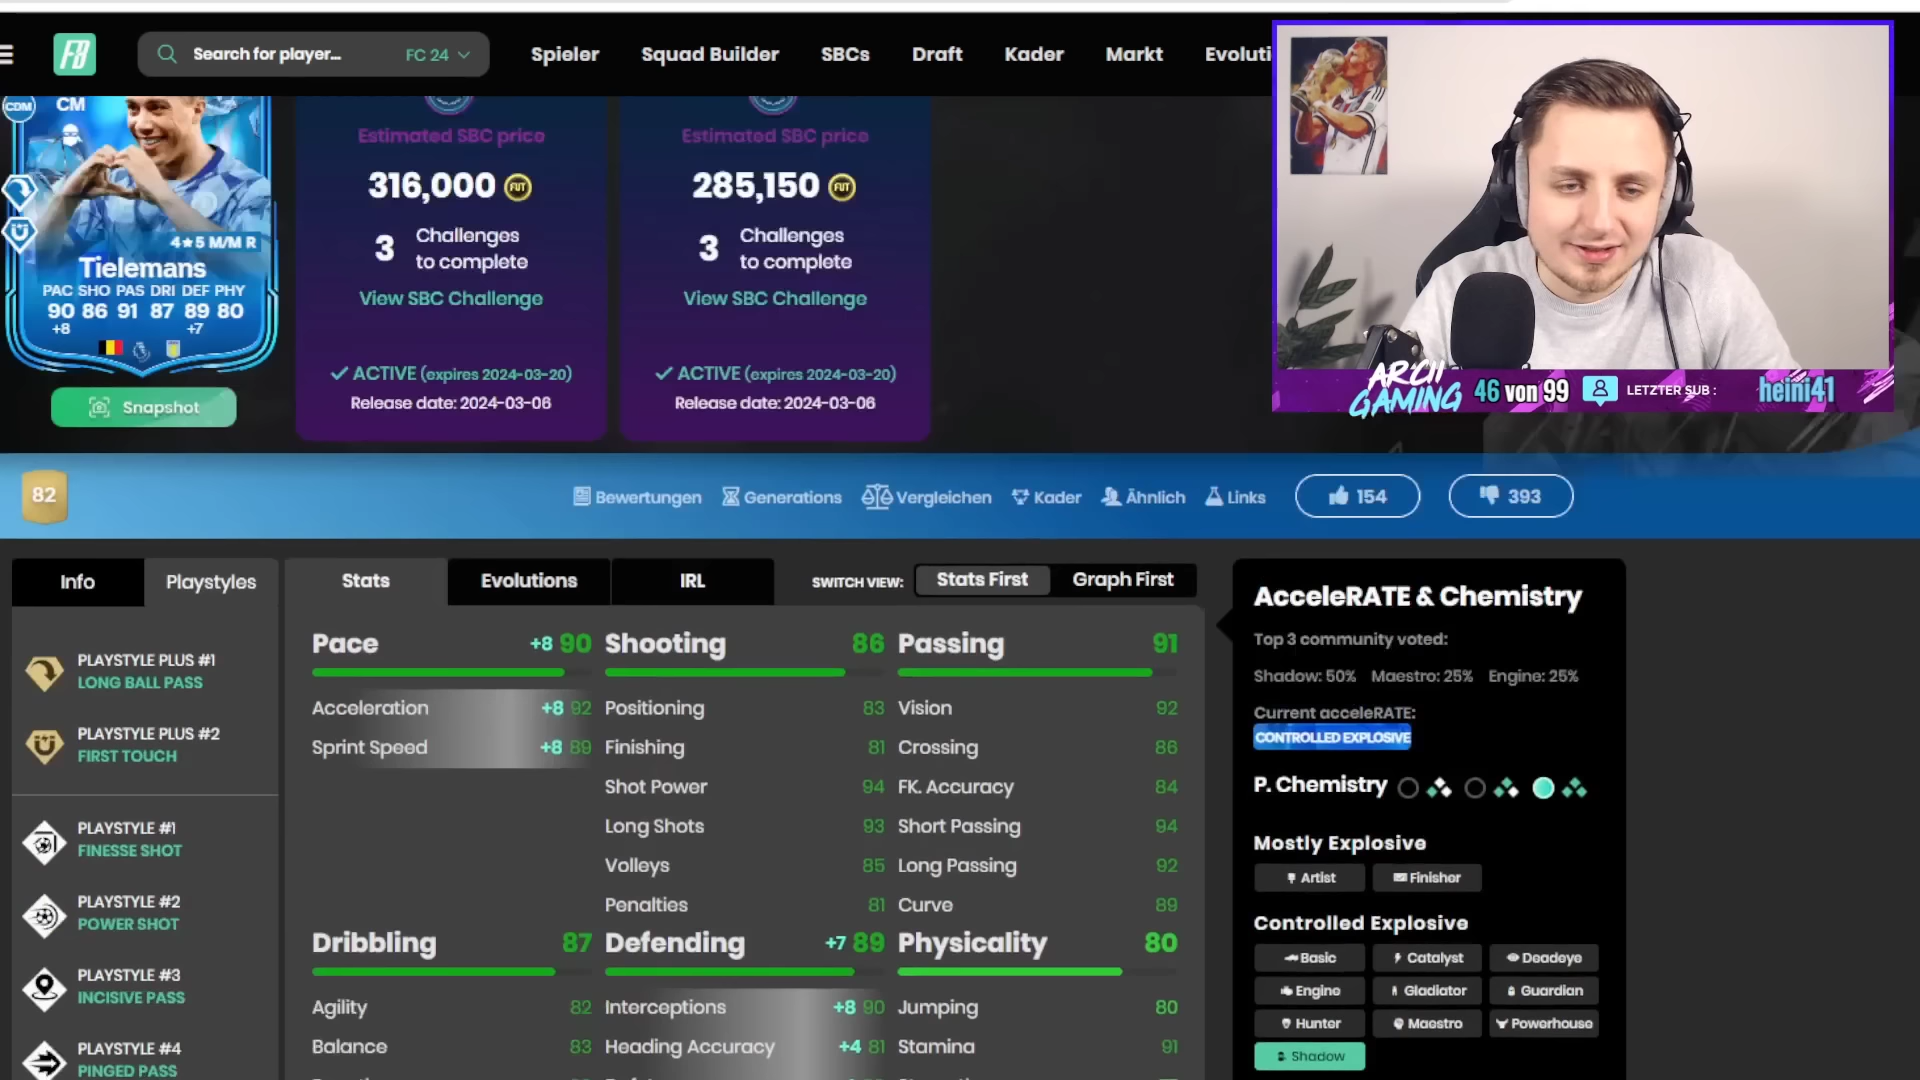 F8
Search for player...
FC 24
Spieler
Squad Builder
SBCs
Draft
Kader
Markt
Evoluti
CDM
CM
4★5 M/M R
Tielemans
PAC SHO PAS DRI DEF PHY
90 86 91 87 89 80
+8 +7
Snapshot
Estimated SBC price
316,000 FUT
3
Challenges
to complete
View SBC Challenge
ACTIVE (expires 2024-03-20)
Release date: 2024-03-06
Estimated SBC price
285,150 FUT
3
Challenges
to complete
View SBC Challenge
ACTIVE (expires 2024-03-20)
Release date: 2024-03-06
ARCII
GAMING
46 von 99
LETZTER SUB :
heini41
82
Bewertungen
Generations
Vergleichen
Kader
Ähnlich
Links
154
393
Info
Playstyles
PLAYSTYLE PLUS #1
LONG BALL PASS
PLAYSTYLE PLUS #2
FIRST TOUCH
PLAYSTYLE #1
FINESSE SHOT
PLAYSTYLE #2
POWER SHOT
PLAYSTYLE #3
INCISIVE PASS
PLAYSTYLE #4
PINGED PASS
Stats
Evolutions
IRL
SWITCH VIEW:
Stats First
Graph First
Pace +8 90
Acceleration +8 92
Sprint Speed +8 89
Shooting 86
Positioning 83
Finishing 81
Shot Power 94
Long Shots 93
Volleys 85
Penalties 81
Passing 91
Vision 92
Crossing 86
FK. Accuracy 84
Short Passing 94
Long Passing 92
Curve 89
Dribbling 87
Agility 82
Balance 83
Defending +7 89
Interceptions +8 90
Heading Accuracy +4 81
Physicality 80
Jumping 80
Stamina 91
AcceleRATE & Chemistry
Top 3 community voted:
Shadow: 50% Maestro: 25% Engine: 25%
Current acceleRATE:
CONTROLLED EXPLOSIVE
P. Chemistry
Mostly Explosive
Artist
Finisher
Controlled Explosive
Basic
Catalyst
Deadeye
Engine
Gladiator
Guardian
Hunter
Maestro
Powerhouse
Shadow